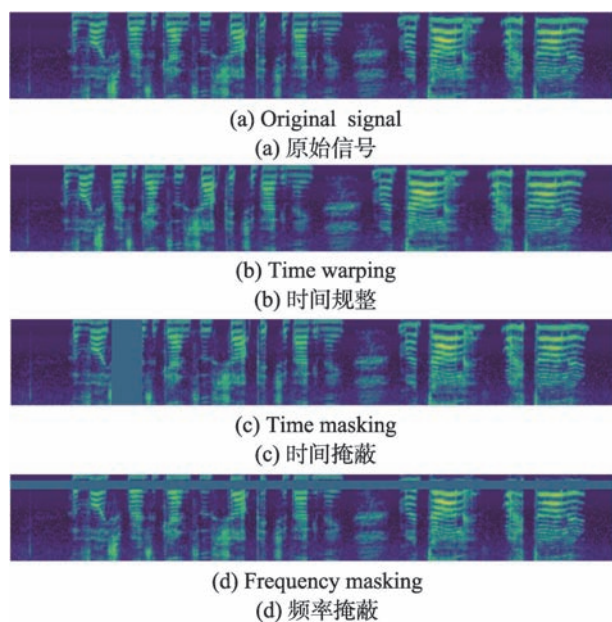 (a) Original signal
(a) 原始信号
(b) Time warping
(b) 时间规整
(c) Time masking
(c) 时间掩蔽
(d) Frequency masking
(d) 频率掩蔽